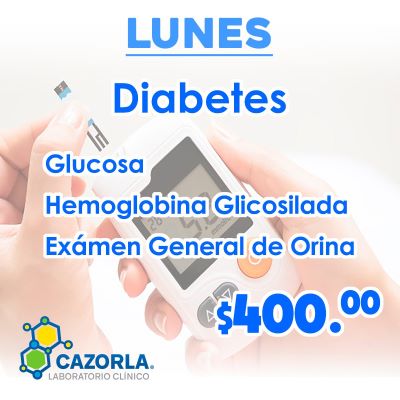 LUNES
Diabetes
Glucosa
Hemoglobina Glicosilada
Exámen General de Orina
$400.00
CAZORLA®
LABORATORIO CLÍNICO